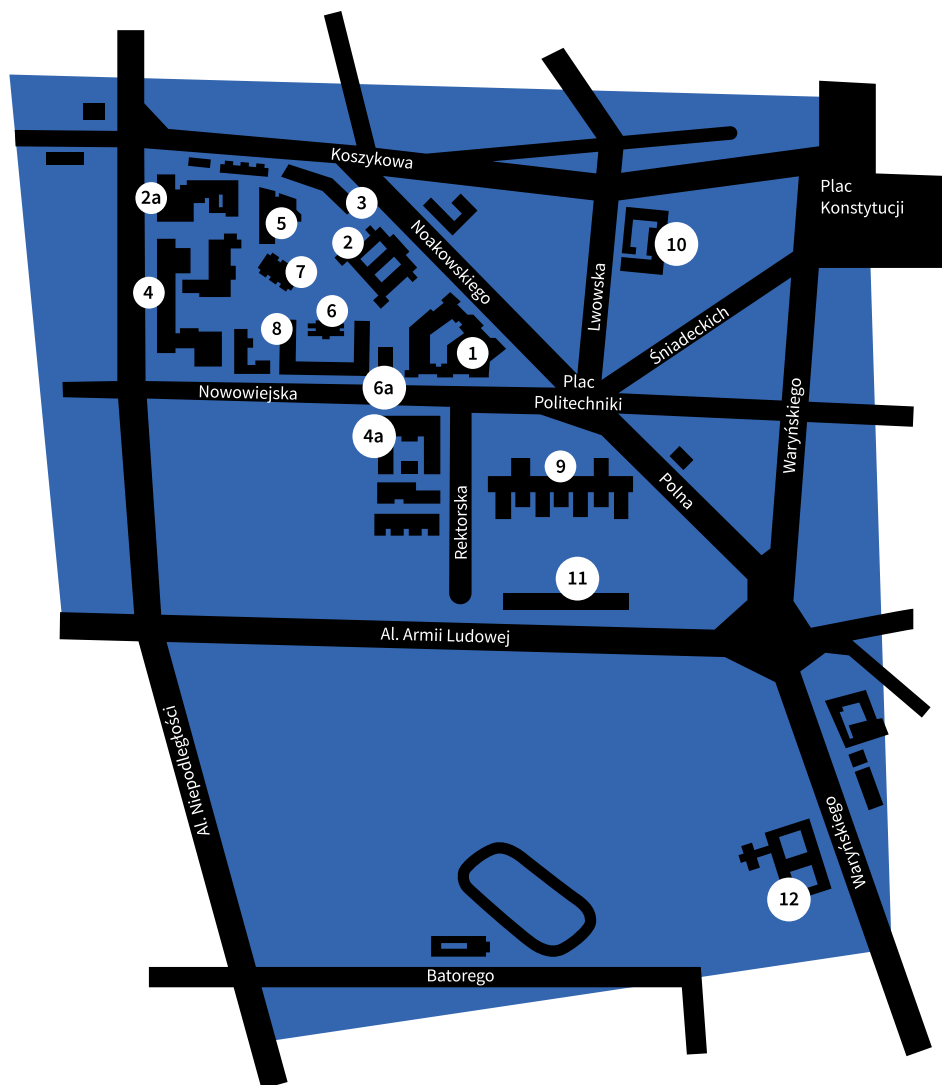 Koszykowa
Plac
Konstytucji
2a
3
5
2
10
Noakowskiego
7
4
Lwowska
6
8
Śniadeckich
1
Nowowiejska
6a
Plac
Politechniki
Waryńskiego
4a
9
Polna
Rektorska
11
Al. Armii Ludowej
Al. Niepodległości
Waryńskiego
12
Batorego